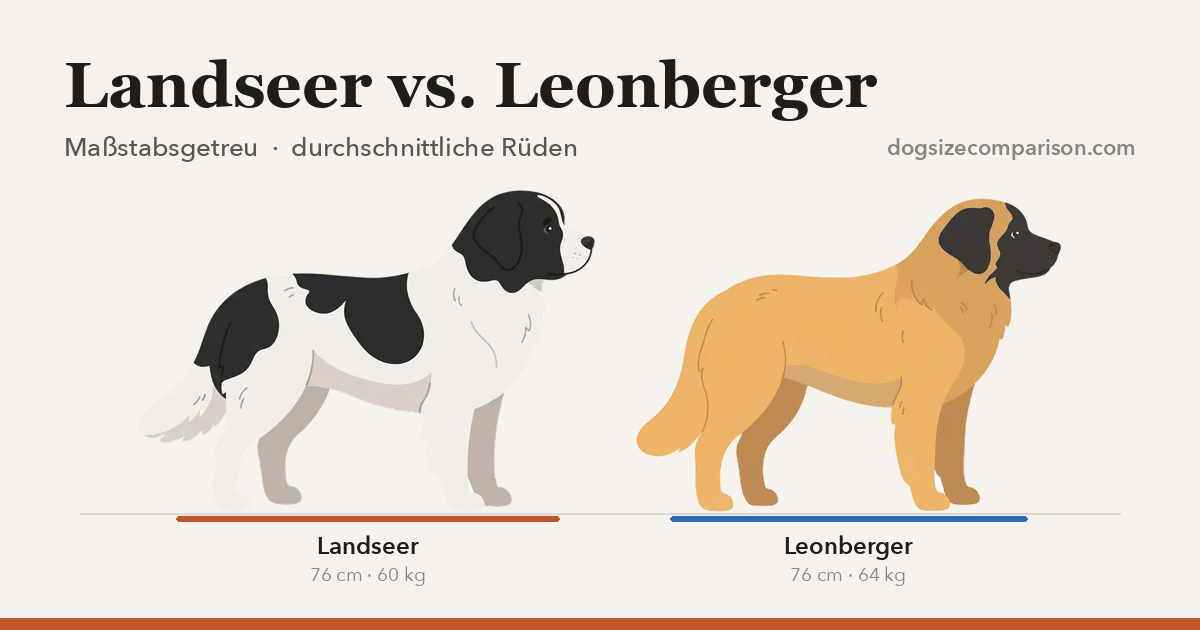 Landseer vs. Leonberger
Maßstabsgetreu · durchschnittliche Rüden
dogsizecomparison.com
Landseer
76 cm · 60 kg
Leonberger
76 cm · 64 kg